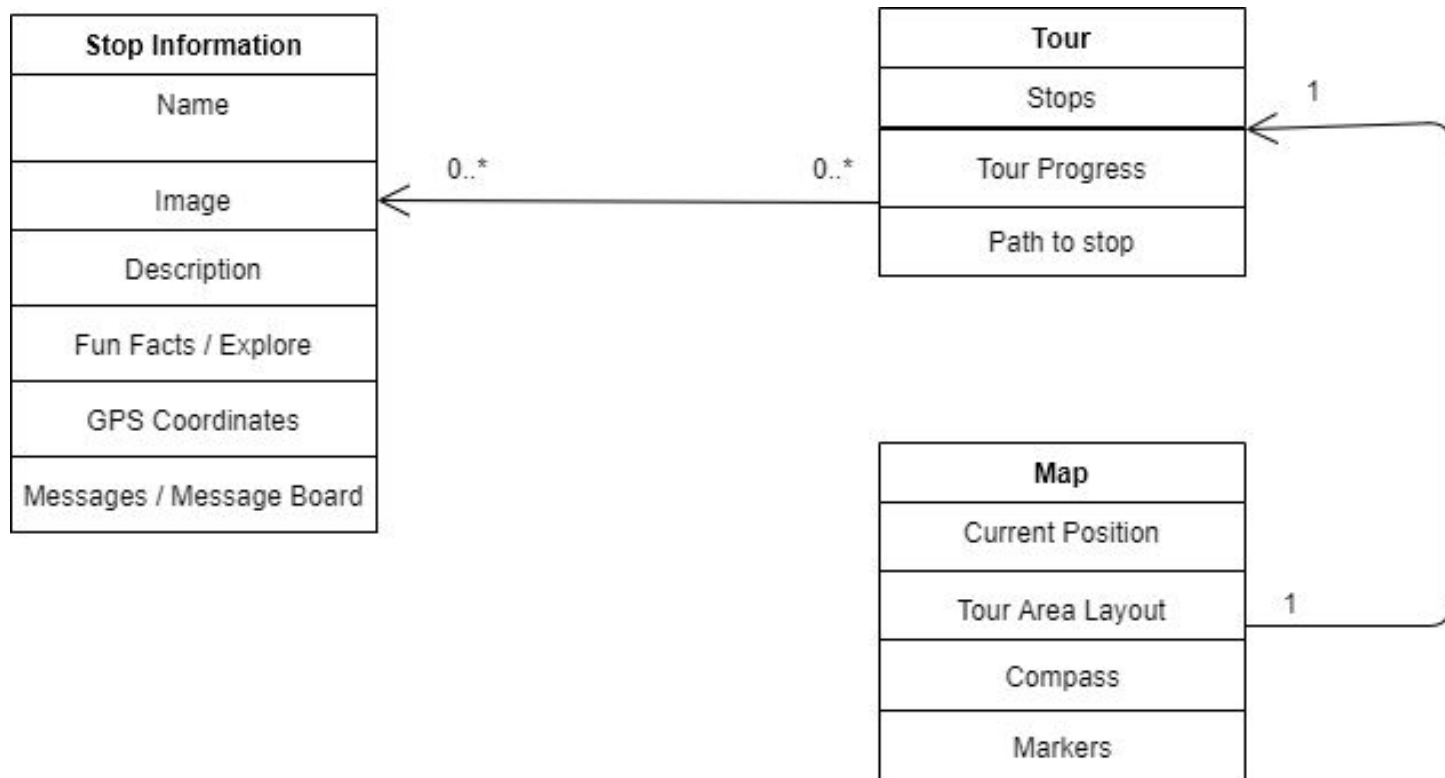 Stop Information
Name
Image
Description
Fun Facts / Explore
GPS Coordinates
Messages / Message Board
0..*
0..*
Tour
Stops
Tour Progress
Path to stop
1
Map
Current Position
Tour Area Layout
Compass
Markers
1